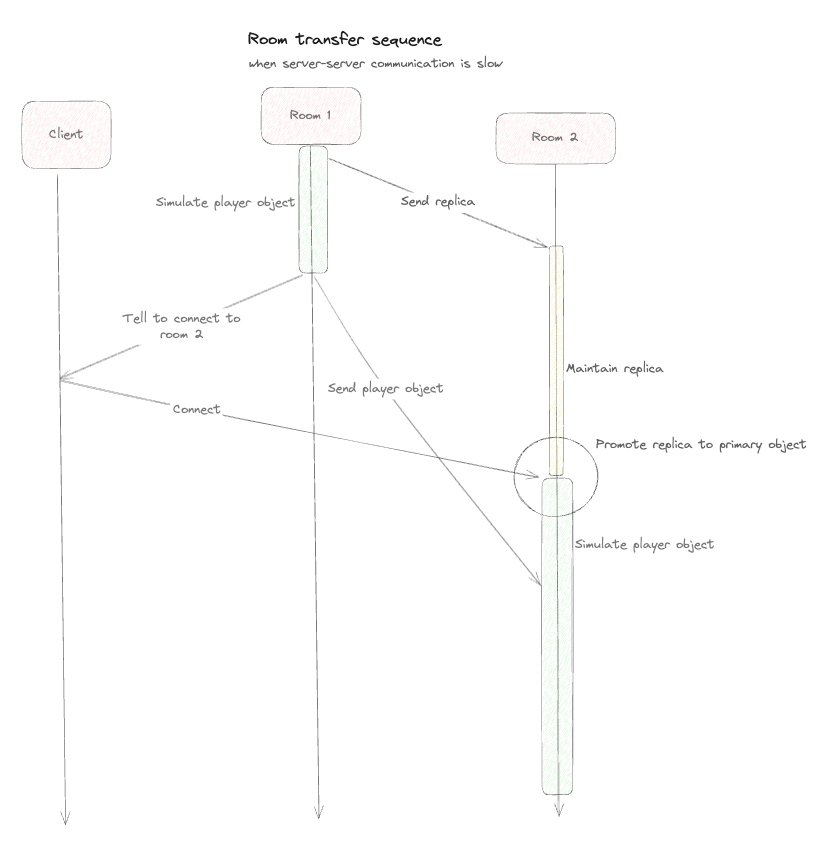 Room transfer sequence
when server-server communication is slow
Client
Room 1
Room 2
Simulate player object
Send replica
Tell to connect to
room 2
Maintain replica
Send player object
Connect
Promote replica to primary object
Simulate player object